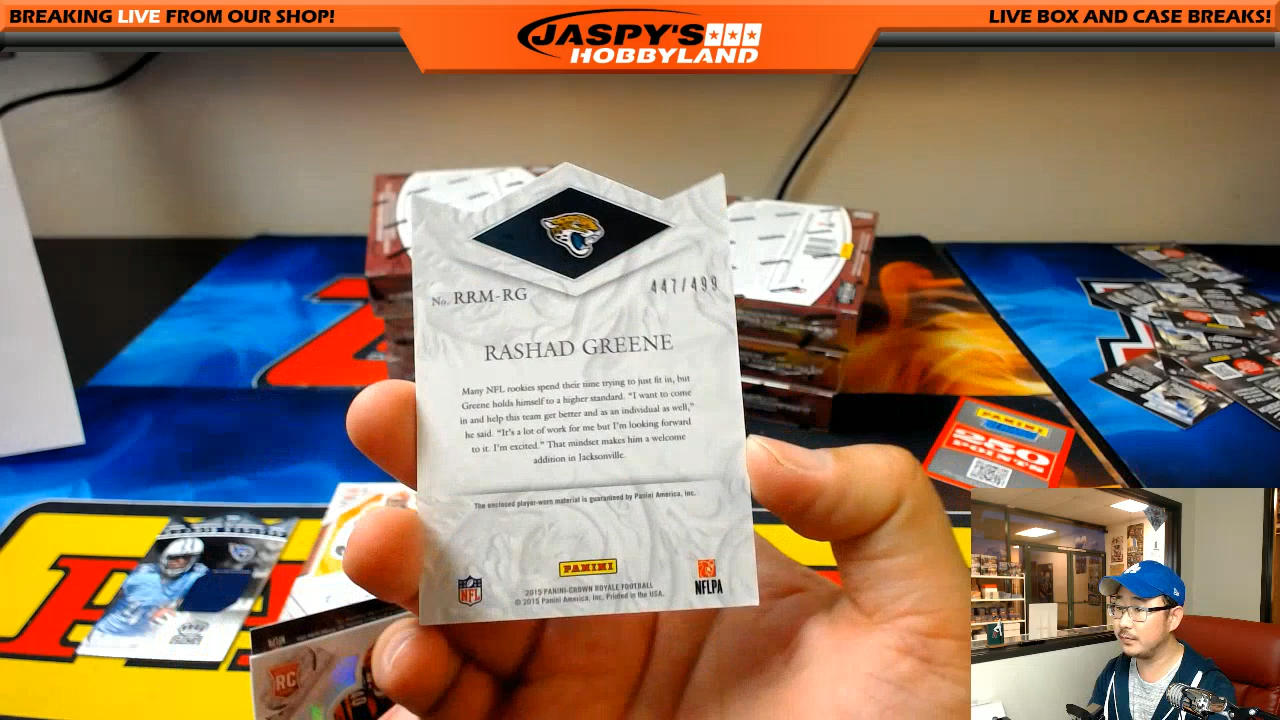 BREAKING LIVE FROM OUR SHOP!
JASPY'S
HOBBYLAND
LIVE BOX AND CASE BREAKS!
No. RRM-RG
447/499
RASHAD GREENE
Many NFL rookies spend their time trying to just fit in, but
Greene holds himself to a higher standard. "I want to come
in and help this team get better and as an individual as well,"
he said. "It's a lot of work for me but I'm looking forward
to it. I'm excited." That mindset makes him a welcome
addition in Jacksonville.
The enclosed player-worn material is guaranteed by Panini America, Inc.
PANINI
NFL
2015 PANINI-CROWN ROYALE FOOTBALL
© 2015 Panini America, Inc. Printed in the USA.
NFLPA
PANINI
250
POINTS
RC